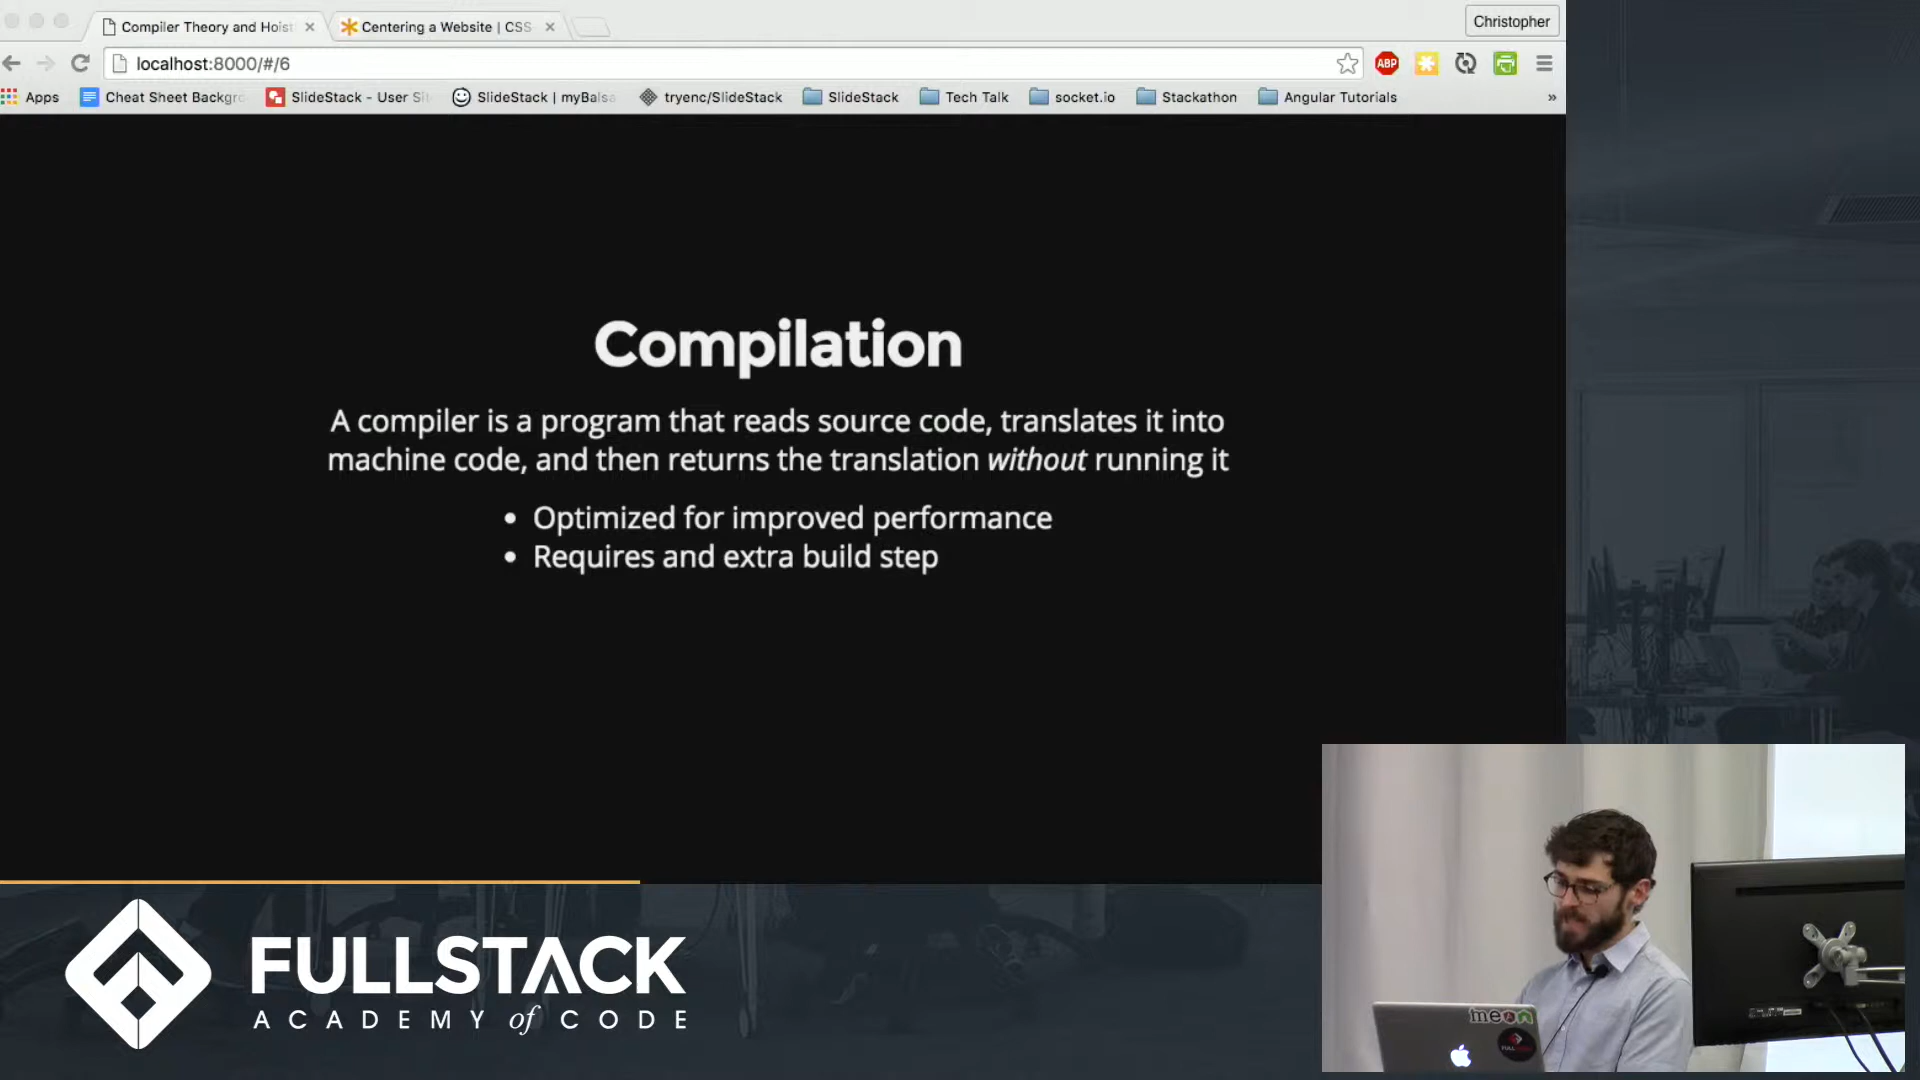 Compiler Theory and Hoist
Centering a Website | CSS
Christopher
localhost:8000/#/6
ABP
Apps
Cheat Sheet Backgr
SlideStack - User Si
SlideStack | myBalsa
tryenc/SlideStack
SlideStack
Tech Talk
socket.io
Stackathon
Angular Tutorials
»
Compilation
A compiler is a program that reads source code, translates it into
machine code, and then returns the translation without running it
• Optimized for improved performance
• Requires and extra build step
FULLSTACK
ACADEMY of CODE
mean